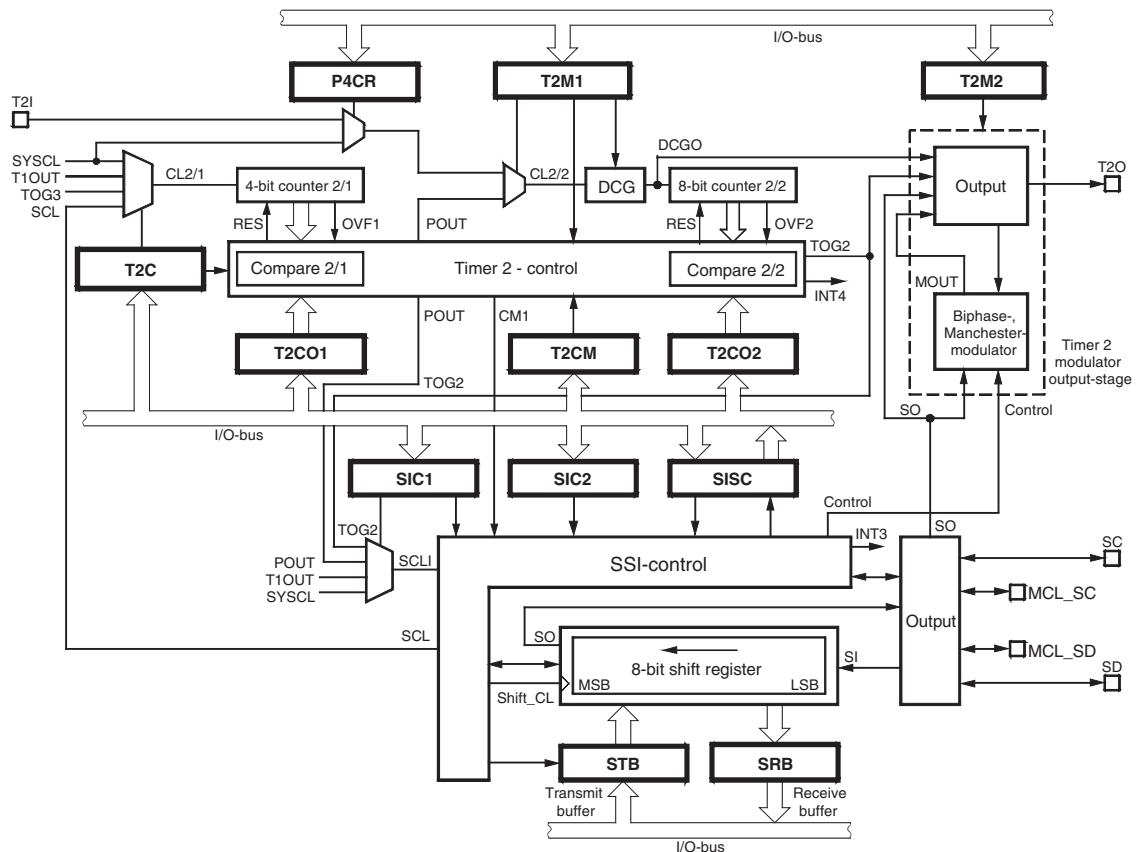 I/O-bus
P4CR
T2M1
T2M2
T2I
SYSCL
T1OUT
TOG3
SCL
CL2/1
4-bit counter 2/1
RES
OVF1
POUT
CL2/2
DCG
DCGO
8-bit counter 2/2
RES
OVF2
TOG2
Output
T2O
T2C
Compare 2/1
Timer 2 - control
Compare 2/2
INT4
MOUT
Biphase-,
Manchester-
modulator
Timer 2
modulator
output-stage
POUT
CM1
T2CO1
T2CM
T2CO2
TOG2
SO
Control
I/O-bus
SIC1
SIC2
SISC
Control
TOG2
POUT
T1OUT
SYSCL
SCLI
SSI-control
INT3
SO
SC
MCL_SC
Output
MCL_SD
SD
SCL
SO
8-bit shift register
MSB
LSB
SI
Shift_CL
STB
SRB
Transmit
buffer
Receive
buffer
I/O-bus